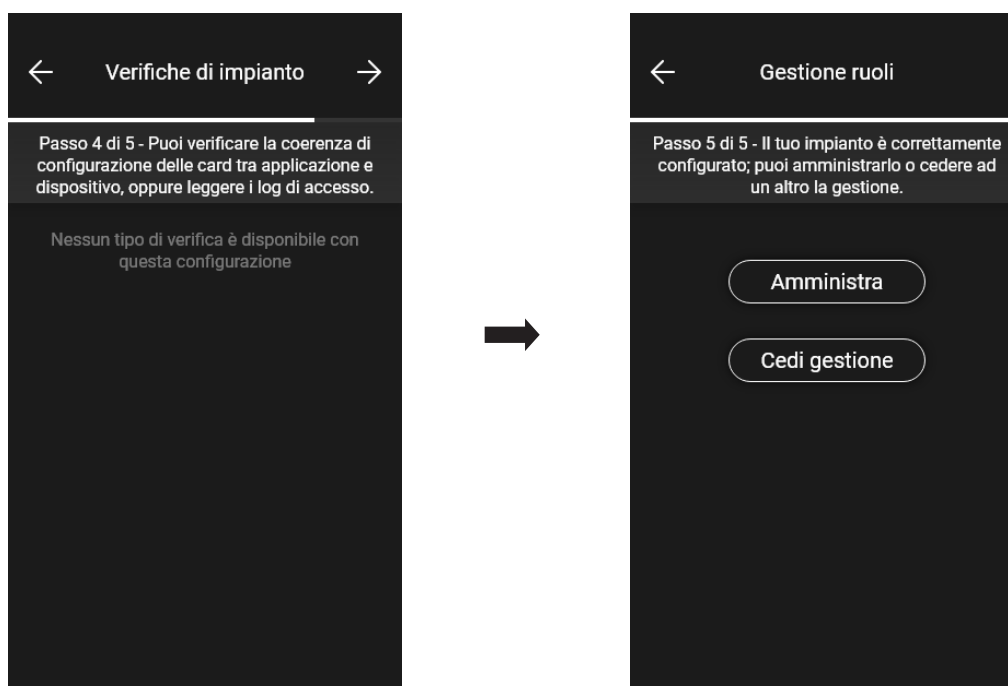 Verifiche di impianto
Passo 4 di 5 - Puoi verificare la coerenza di
configurazione delle card tra applicazione e
dispositivo, oppure leggere i log di accesso.
Nessun tipo di verifica è disponibile con
questa configurazione
Gestione ruoli
Passo 5 di 5 - Il tuo impianto è correttamente
configurato; puoi amministrarlo o cedere ad
un altro la gestione.
Amministra
Cedi gestione